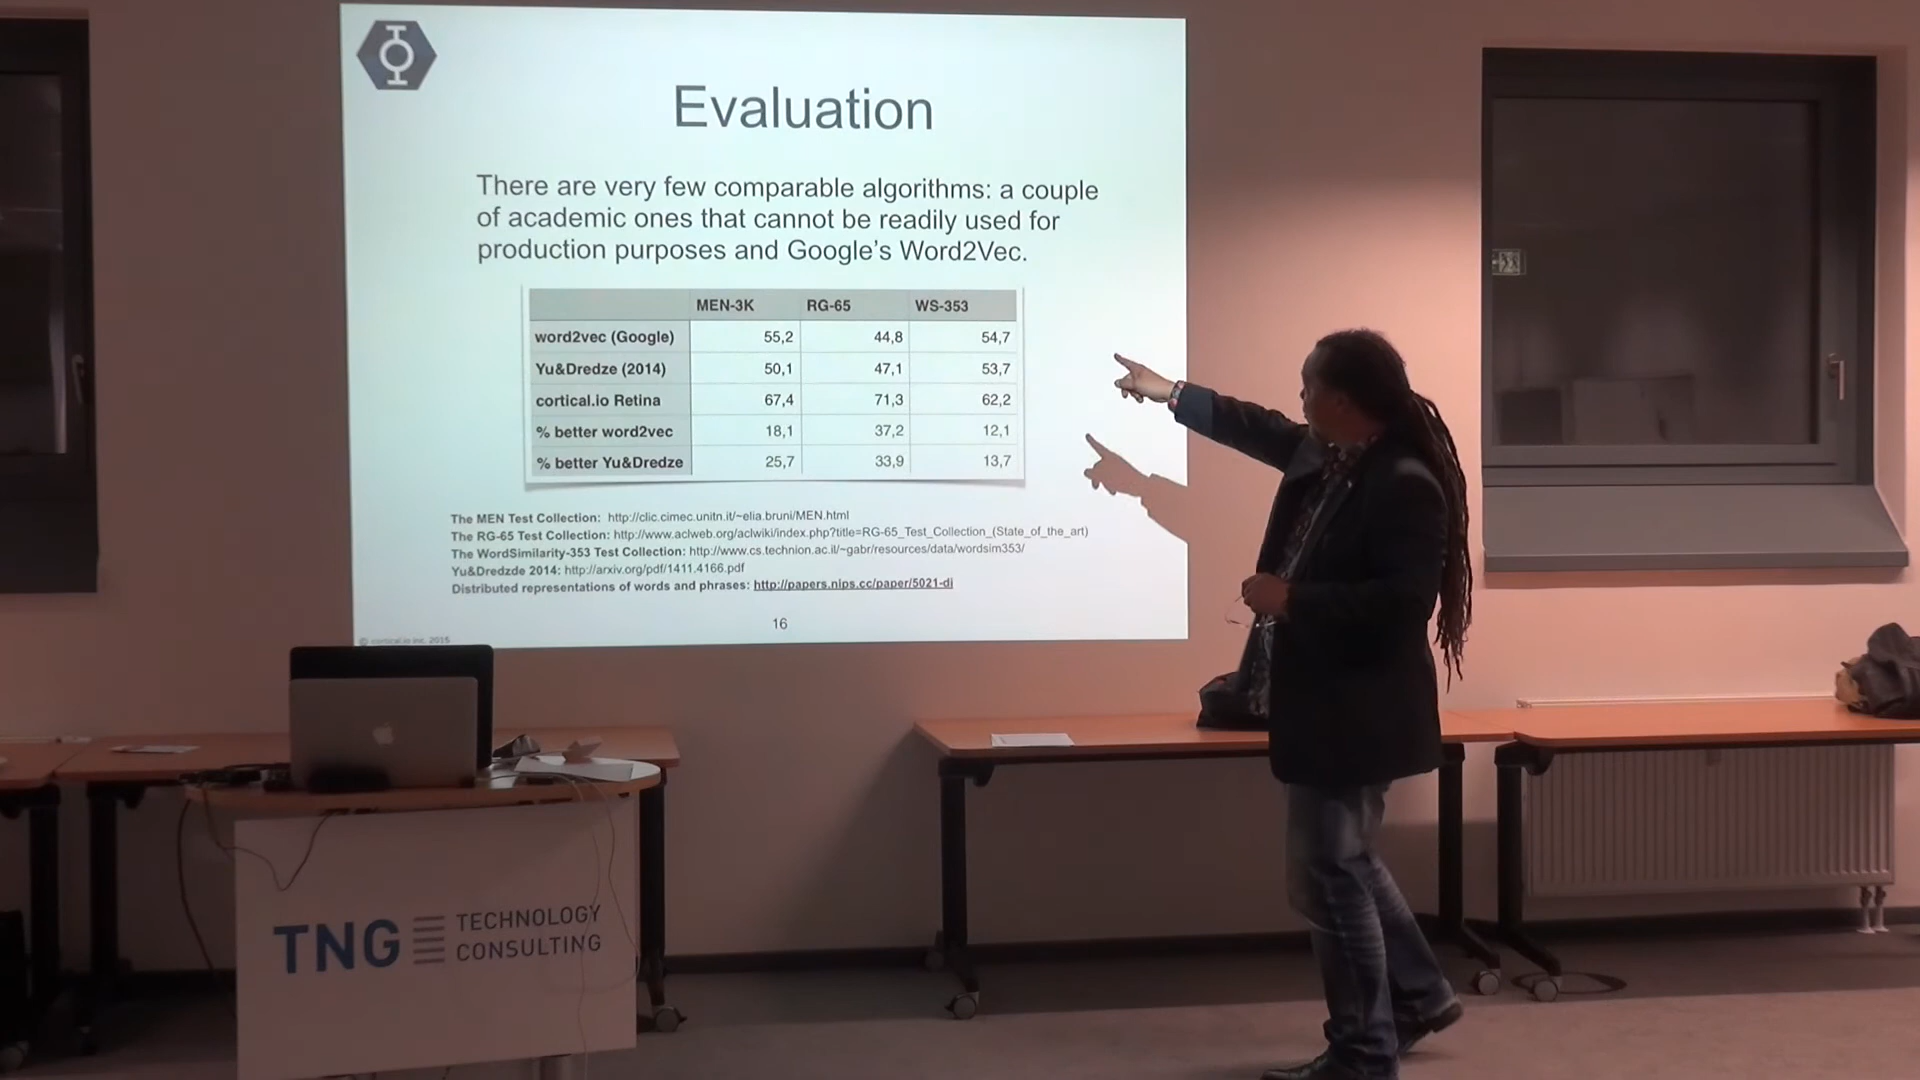 Evaluation
There are very few comparable algorithms: a couple
of academic ones that cannot be readily used for
production purposes and Google's Word2Vec.
MEN-3K RG-65 WS-353
word2vec (Google) 55,2 44,8 54,7
Yu&Dredze (2014) 50,1 47,1 53,7
cortical.io Retina 67,4 71,3 62,2
% better word2vec 18,1 37,2 12,1
% better Yu&Dredze 25,7 33,9 13,7
The MEN Test Collection: http://clic.cimec.unitn.it/~elia.bruni/MEN.html
The RG-65 Test Collection: http://www.aclweb.org/aclwiki/index.php?title=RG-65_Test_Collection_(State_of_the_art)
The WordSimilarity-353 Test Collection: http://www.cs.technion.ac.il/~gabr/resources/data/wordsim353/
Yu&Dredzde 2014: http://arxiv.org/pdf/1411.4166.pdf
Distributed representations of words and phrases: http://papers.nips.cc/paper/5021-di
16
© cortical.io inc. 2015
TNG TECHNOLOGY
CONSULTING